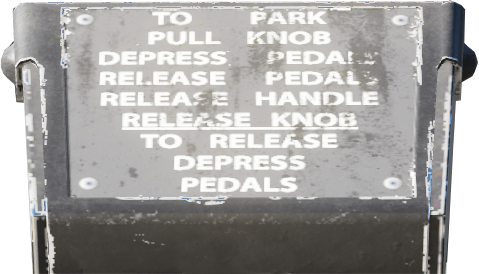 TO PARK
PULL KNOB
DEPRESS PEDALS
RELEASE PEDALS
RELEASE HANDLE
RELEASE KNOB
TO RELEASE
DEPRESS
PEDALS